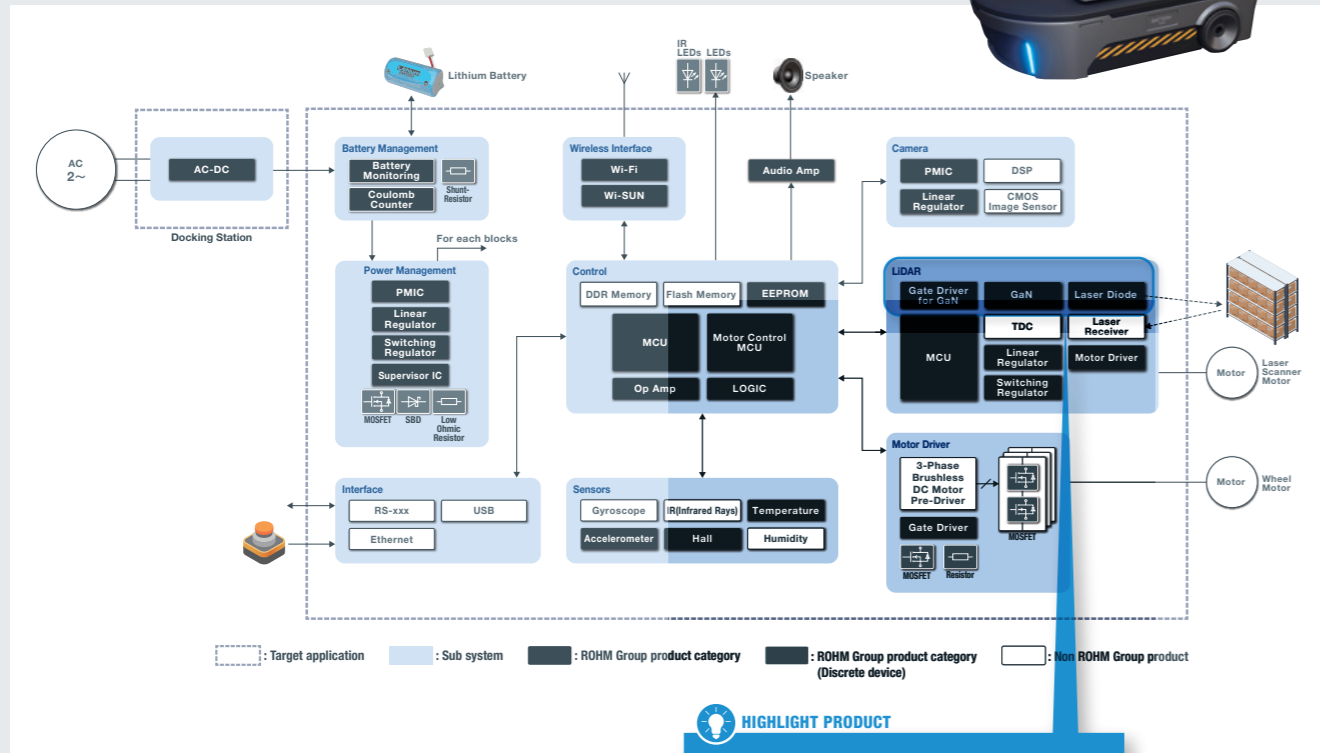 IR
LEDs
LEDs
Lithium Battery
Speaker
AC
2~
AC-DC
Docking Station
Battery Management
Battery
Monitoring
Coulomb
Counter
Shunt-
Resistor
Wireless Interface
Wi-Fi
Wi-SUN
Audio Amp
Camera
PMIC
DSP
Linear
Regulator
CMOS
Image Sensor
For each blocks
Power Management
PMIC
Linear
Regulator
Switching
Regulator
Supervisor IC
MOSFET
SBD
Low
Ohmic
Resistor
Control
DDR Memory
Flash Memory
EEPROM
MCU
Motor Control
MCU
Op Amp
LOGIC
LiDAR
Gate Driver
for GaN
GaN
Laser Diode
MCU
TDC
Laser
Receiver
Linear
Regulator
Motor Driver
Switching
Regulator
Motor
Laser
Scanner
Motor
Interface
RS-xxx
USB
Ethernet
Sensors
Gyroscope
IR(Infrared Rays)
Temperature
Accelerometer
Hall
Humidity
Motor Driver
3-Phase
Brushless
DC Motor
Pre-Driver
MOSFET
Gate Driver
MOSFET
Resistor
Motor
Wheel
Motor
: Target application
: Sub system
: ROHM Group product category
: ROHM Group product category
(Discrete device)
: Non ROHM Group product
HIGHLIGHT PRODUCT